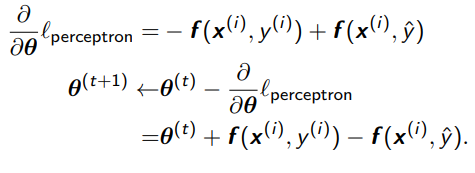 ∂/∂θ ℓ_perceptron = − f(x^(i), y^(i)) + f(x^(i), ŷ)
θ^(t+1) ← θ^(t) − ∂/∂θ ℓ_perceptron
= θ^(t) + f(x^(i), y^(i)) − f(x^(i), ŷ).